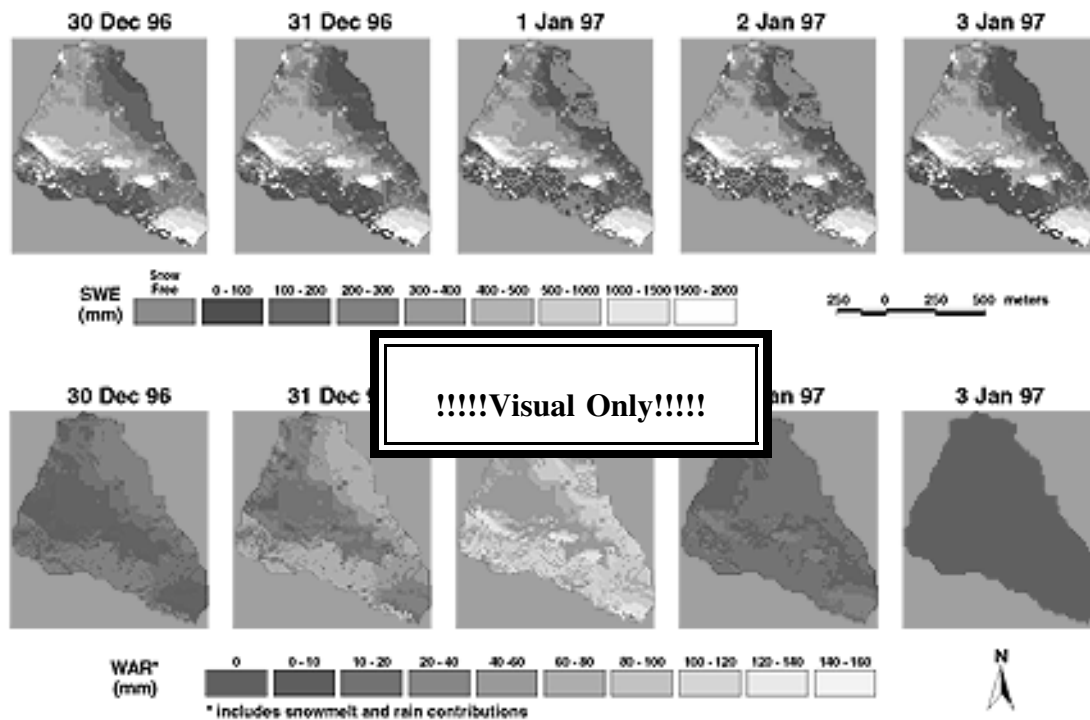 30 Dec 96 31 Dec 96 1 Jan 97 2 Jan 97 3 Jan 97
SWE (mm)
Snow Free 0 - 100 100 - 200 200 - 300 300 - 400 400 - 500 500 - 1000 1000 - 1500 1500 - 2000
250 0 250 500 meters
!!!!!Visual Only!!!!!
30 Dec 96 31 Dec 97 3 Jan 97
WAR* (mm)
0 0 - 10 10 - 20 20 - 40 40 - 60 60 - 80 80 - 100 100 - 120 120 - 140 140 - 160
N
* includes snowmelt and rain contributions